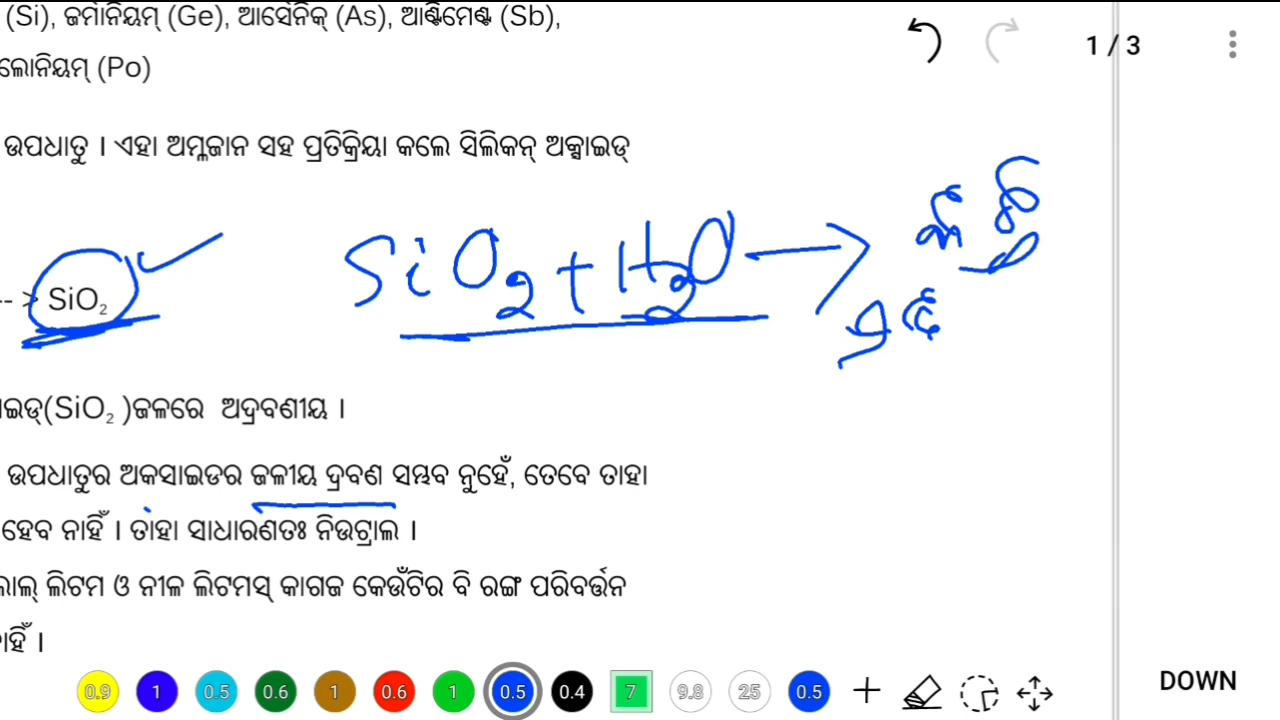 (Si), ଜର୍ମାନିୟମ୍ (Ge), ଆର୍ସେନିକ୍ (As), ଆଣ୍ଟିମେଣ୍ଟ (Sb),
1 / 3
ଲୋନିୟମ୍ (Po)
ଉପଧାତୁ । ଏହା ଅମ୍ଳଜାନ ସହ ପ୍ରତିକ୍ରିୟା କଲେ ସିଲିକନ୍ ଅକ୍ସାଇଡ୍
SiO2 + H2O
-- > SiO2
ାଇଡ୍(SiO2 )ଜଳରେ ଅଦ୍ରବଣୀୟ ।
ଉପଧାତୁର ଅକସାଇଡର ଜଳୀୟ ଦ୍ରବଣ ସମ୍ଭବ ନୁହେଁ, ତେବେ ତାହା
ହେବ ନାହିଁ । ତାହା ସାଧାରଣତଃ ନିଉଟ୍ରାଲ ।
ଲାଲ୍ ଲିଟମ ଓ ନୀଳ ଲିଟମସ୍ କାଗଜ କେଉଁଟିର ବି ରଙ୍ଗ ପରିବର୍ତ୍ତନ
ାହିଁ ।
0.9 1 0.5 0.6 1 0.6 1 0.5 0.4 7 9.8 25 0.5
DOWN